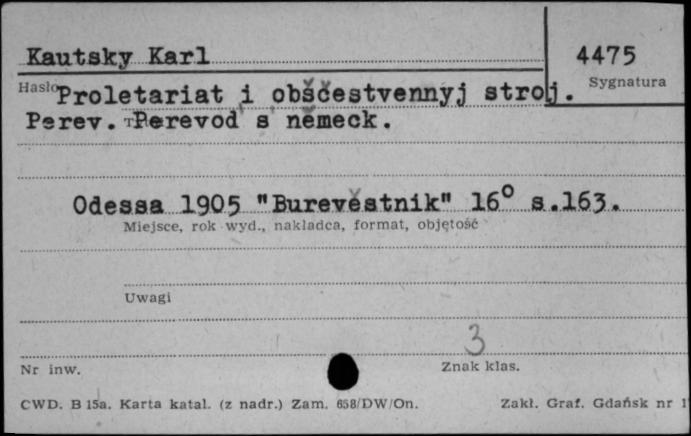 Kautsky Karl
4475
Hasło
Sygnatura
Proletariat i obščestvennyj stroj.
Perev. Perevod s německ.
Odessa 1905 "Burevěstnik" 16° s.163.
Miejsce, rok wyd., nakładca, format, objętość
Uwagi
3
Nr inw.
Znak klas.
CWD. B 15a. Karta katal. (z nadr.) Zam. 658/DW/On.
Zakł. Graf. Gdańsk nr 1